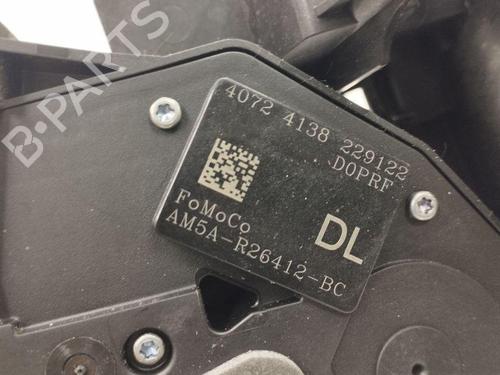 B-PARTS
4072 4138 229122
D0PRF
FoMoCo
DL
AM5A-R26412-BC